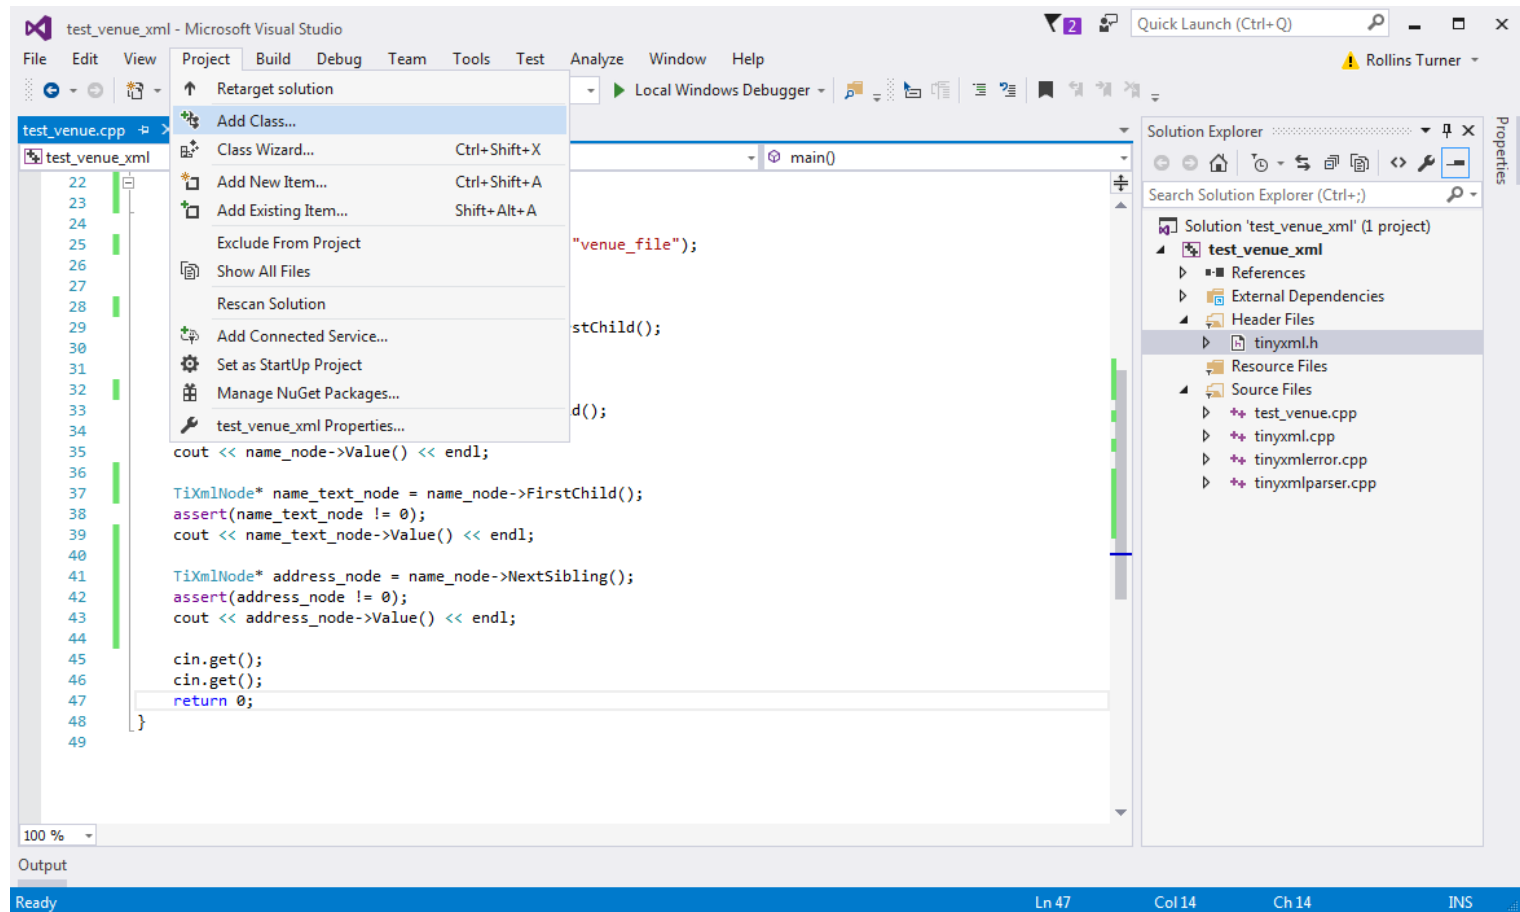 test_venue_xml - Microsoft Visual Studio
2
Quick Launch (Ctrl+Q)
File Edit View Project Build Debug Team Tools Test Analyze Window Help
Rollins Turner
Local Windows Debugger
Retarget solution
Add Class...
Class Wizard... Ctrl+Shift+X
Add New Item... Ctrl+Shift+A
Add Existing Item... Shift+Alt+A
Exclude From Project
Show All Files
Rescan Solution
Add Connected Service...
Set as StartUp Project
Manage NuGet Packages...
test_venue_xml Properties...
test_venue.cpp
test_venue_xml
main()
22
23
24
25 "venue_file");
26
27
28
29 stChild();
30
31
32
33 d();
34
35 cout << name_node->Value() << endl;
36
37 TiXmlNode* name_text_node = name_node->FirstChild();
38 assert(name_text_node != 0);
39 cout << name_text_node->Value() << endl;
40
41 TiXmlNode* address_node = name_node->NextSibling();
42 assert(address_node != 0);
43 cout << address_node->Value() << endl;
44
45 cin.get();
46 cin.get();
47 return 0;
48 }
49
100 %
Solution Explorer
Search Solution Explorer (Ctrl+;)
Solution 'test_venue_xml' (1 project)
test_venue_xml
References
External Dependencies
Header Files
tinyxml.h
Resource Files
Source Files
test_venue.cpp
tinyxml.cpp
tinyxmlerror.cpp
tinyxmlparser.cpp
Properties
Output
Ready Ln 47 Col 14 Ch 14 INS